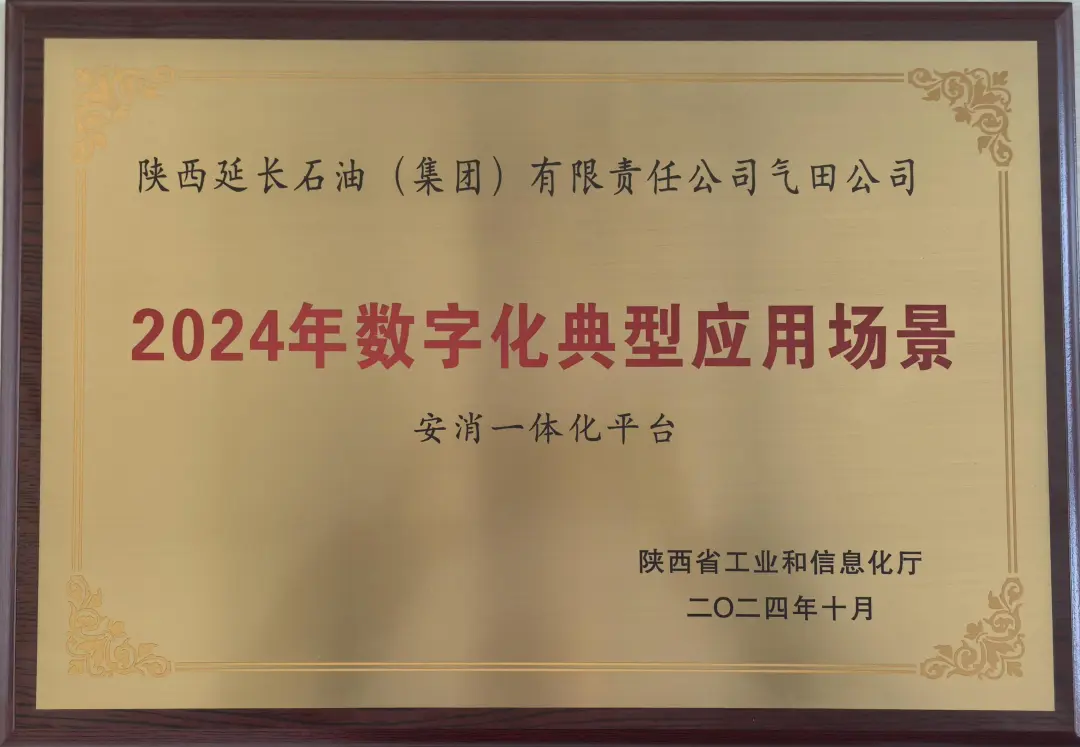 陕西延长石油（集团）有限责任公司气田公司
2024年数字化典型应用场景
安消一体化平台
陕西省工业和信息化厅
二〇二四年十月